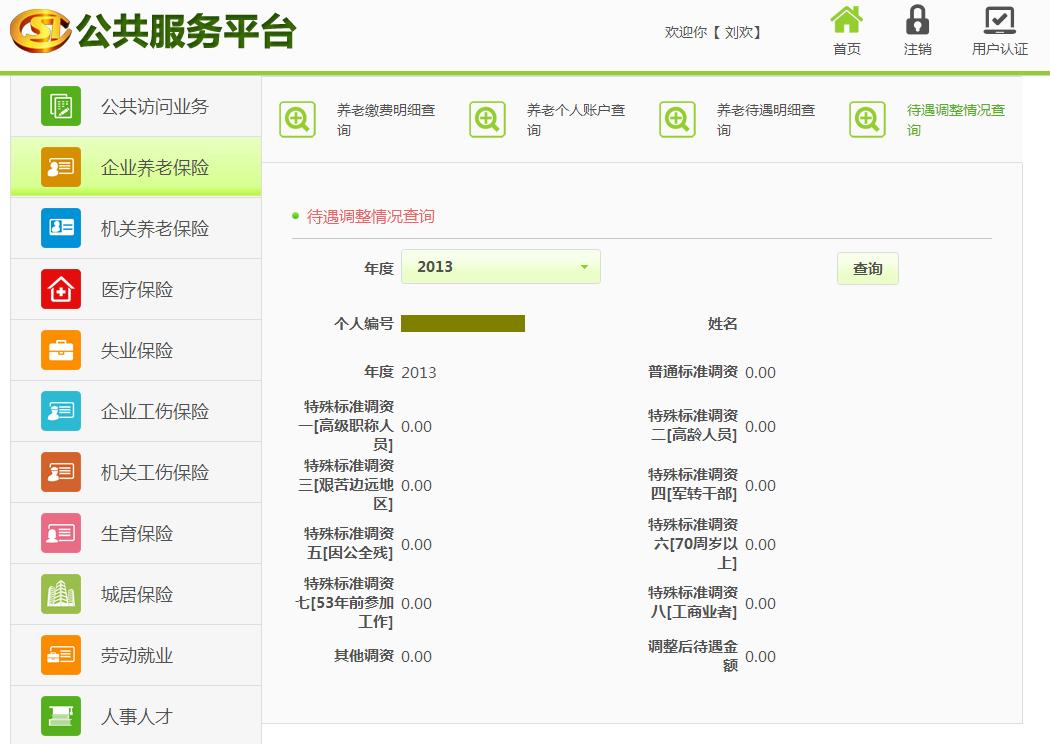 CSI 公共服务平台
欢迎你【 刘欢】
首页
注销
用户认证
公共访问业务
企业养老保险
机关养老保险
医疗保险
失业保险
企业工伤保险
机关工伤保险
生育保险
城居保险
劳动就业
人事人才
养老缴费明细查
询
养老个人账户查
询
养老待遇明细查
询
待遇调整情况查
询
待遇调整情况查询
年度 2013 查询
个人编号 姓名
年度 2013 普通标准调资 0.00
特殊标准调资
一[高级职称人
员] 0.00
特殊标准调资
二[高龄人员] 0.00
特殊标准调资
三[艰苦边远地
区] 0.00
特殊标准调资
四[军转干部] 0.00
特殊标准调资
五[因公全残] 0.00
特殊标准调资
六[70周岁以
上] 0.00
特殊标准调资
七[53年前参加
工作] 0.00
特殊标准调资
八[工商业者] 0.00
其他调资 0.00
调整后待遇金
额 0.00